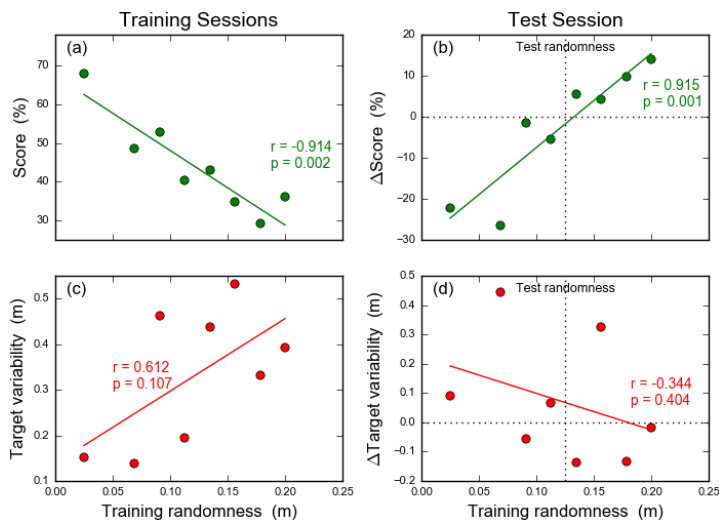 Training Sessions
Test Session
(a)
70
60
50
40
30
Score (%)
r = -0.914
p = 0.002
(b)
Test randomness
20
10
0
−10
−20
−30
ΔScore (%)
r = 0.915
p = 0.001
(c)
0.5
0.4
0.3
0.2
0.1
Target variability (m)
r = 0.612
p = 0.107
0.00 0.05 0.10 0.15 0.20 0.25
Training randomness (m)
(d)
Test randomness
0.5
0.4
0.3
0.2
0.1
0.0
−0.1
−0.2
ΔTarget variability (m)
r = -0.344
p = 0.404
0.00 0.05 0.10 0.15 0.20 0.25
Training randomness (m)